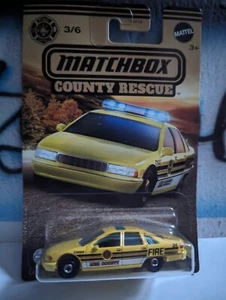 3/6
MATTEL
3+
MATCHBOX
COUNTY RESCUE
FIRE